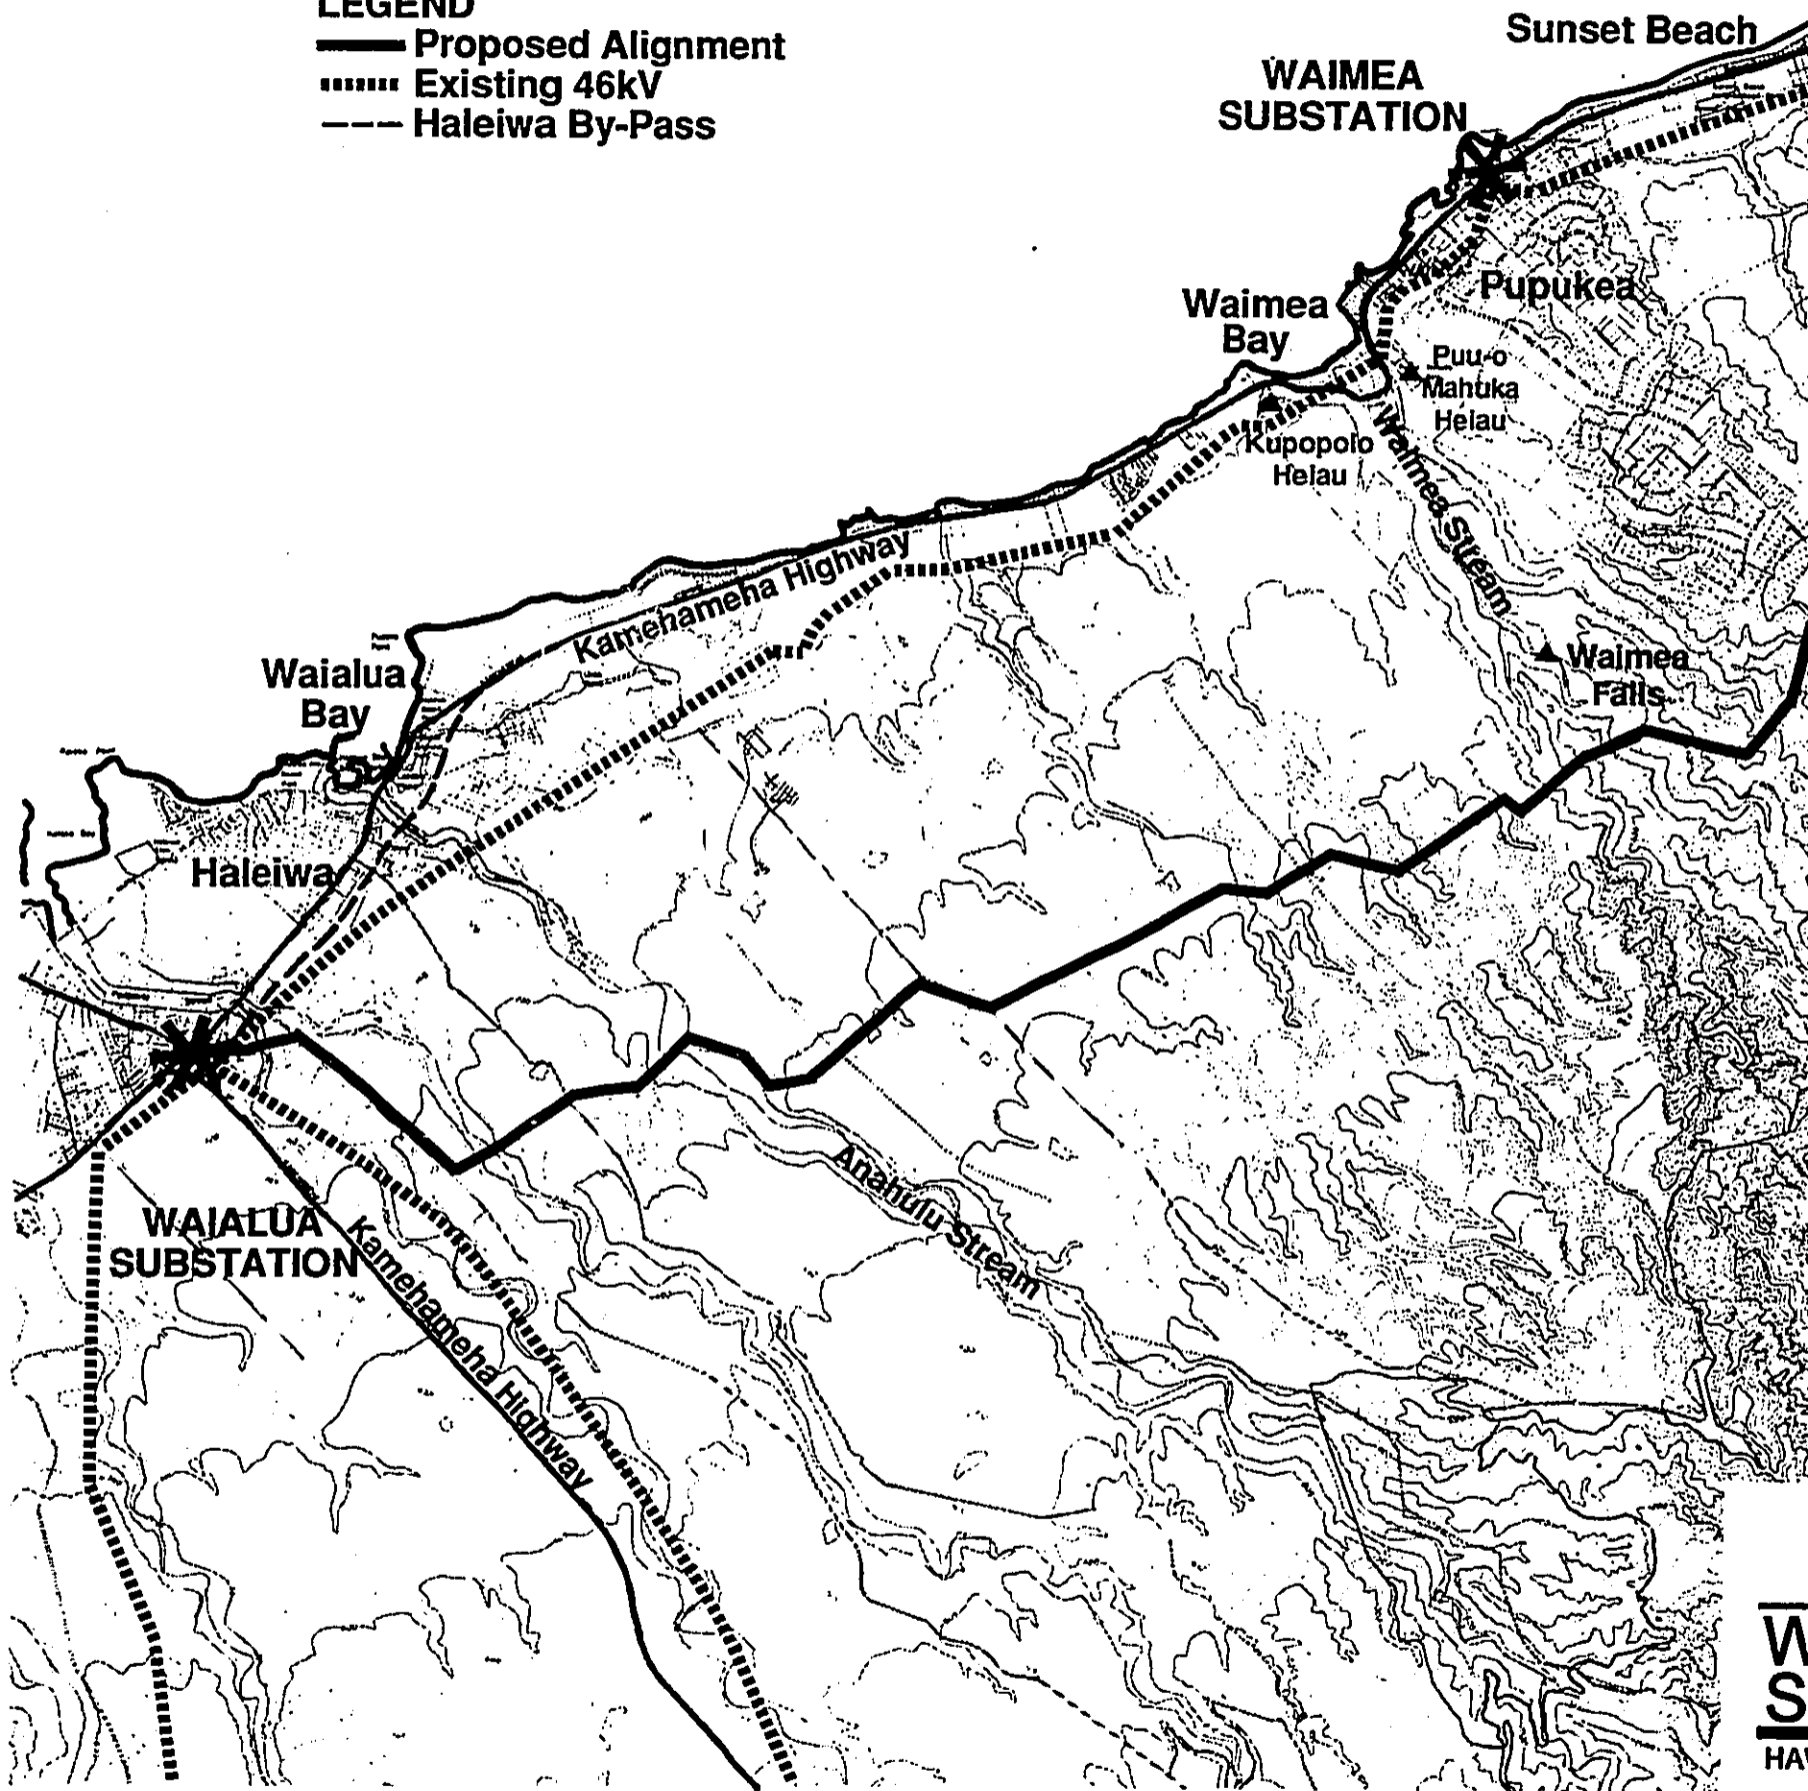 LEGEND
Proposed Alignment
Existing 46kV
Haleiwa By-Pass
Sunset Beach
WAIMEA
SUBSTATION
Pupukea
Waimea
Bay
Puu-o
Mahuka
Heiau
Kupopolo
Heiau
Waimea Stream
Kamehameha Highway
Waimea
Falls
Waialua
Bay
Haleiwa
WAIALUA
SUBSTATION
Anahulu Stream
Kamehameha Highway
W
S
HAW